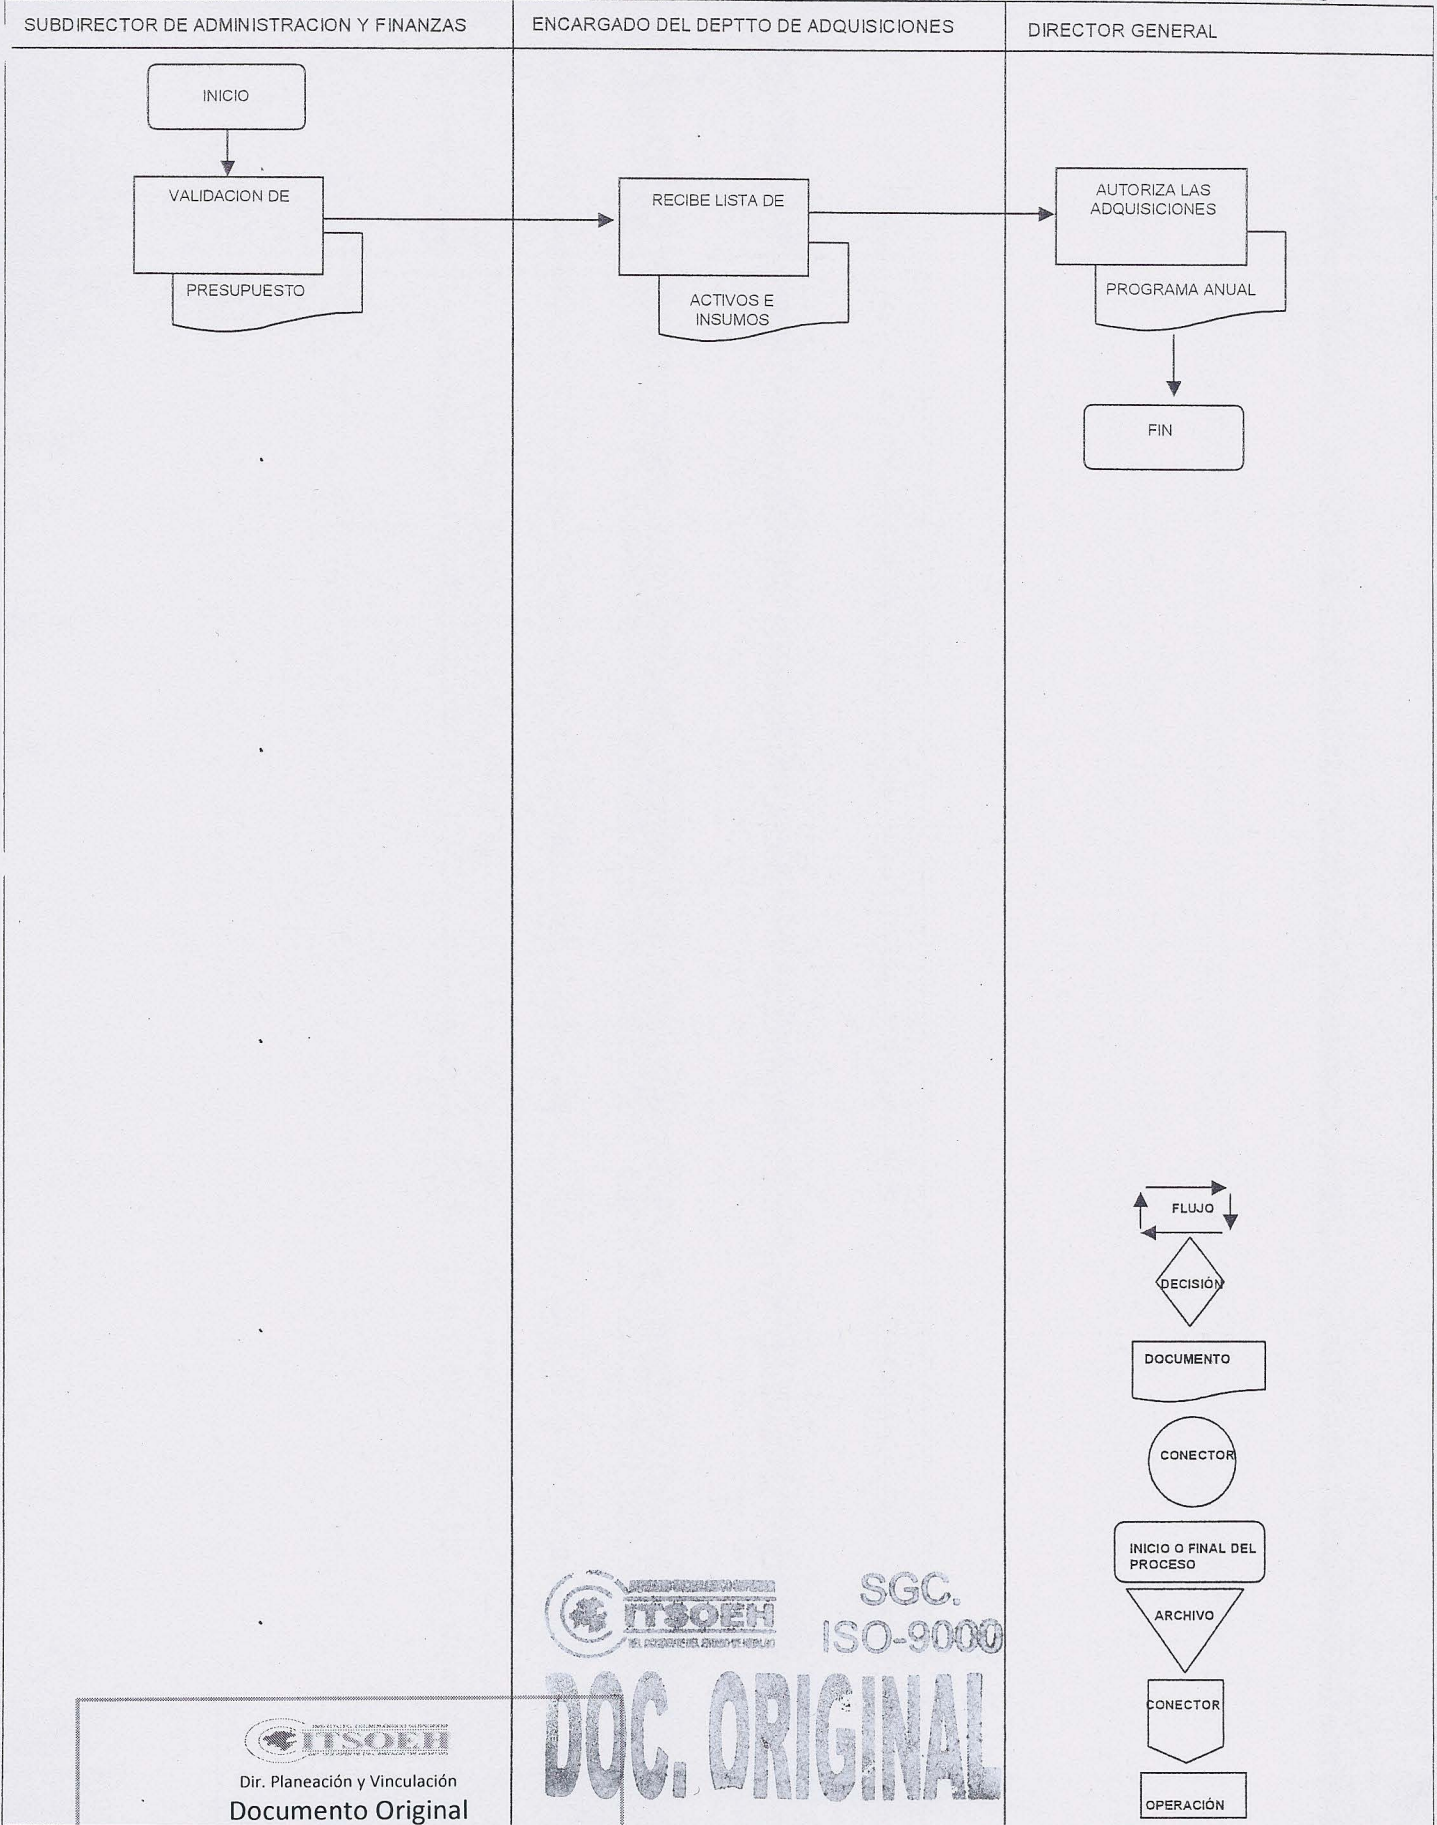 SUBDIRECTOR DE ADMINISTRACION Y FINANZAS
ENCARGADO DEL DEPTTO DE ADQUISICIONES
DIRECTOR GENERAL
INICIO
VALIDACION DE
PRESUPUESTO
RECIBE LISTA DE
ACTIVOS E
INSUMOS
AUTORIZA LAS
ADQUISICIONES
PROGRAMA ANUAL
FIN
FLUJO
DECISIÓN
DOCUMENTO
CONECTOR
INICIO O FINAL DEL
PROCESO
ARCHIVO
CONECTOR
OPERACIÓN
ITSOEH
SGC.
ISO-9000
DOC. ORIGINAL
ITSOEH
Dir. Planeación y Vinculación
Documento Original